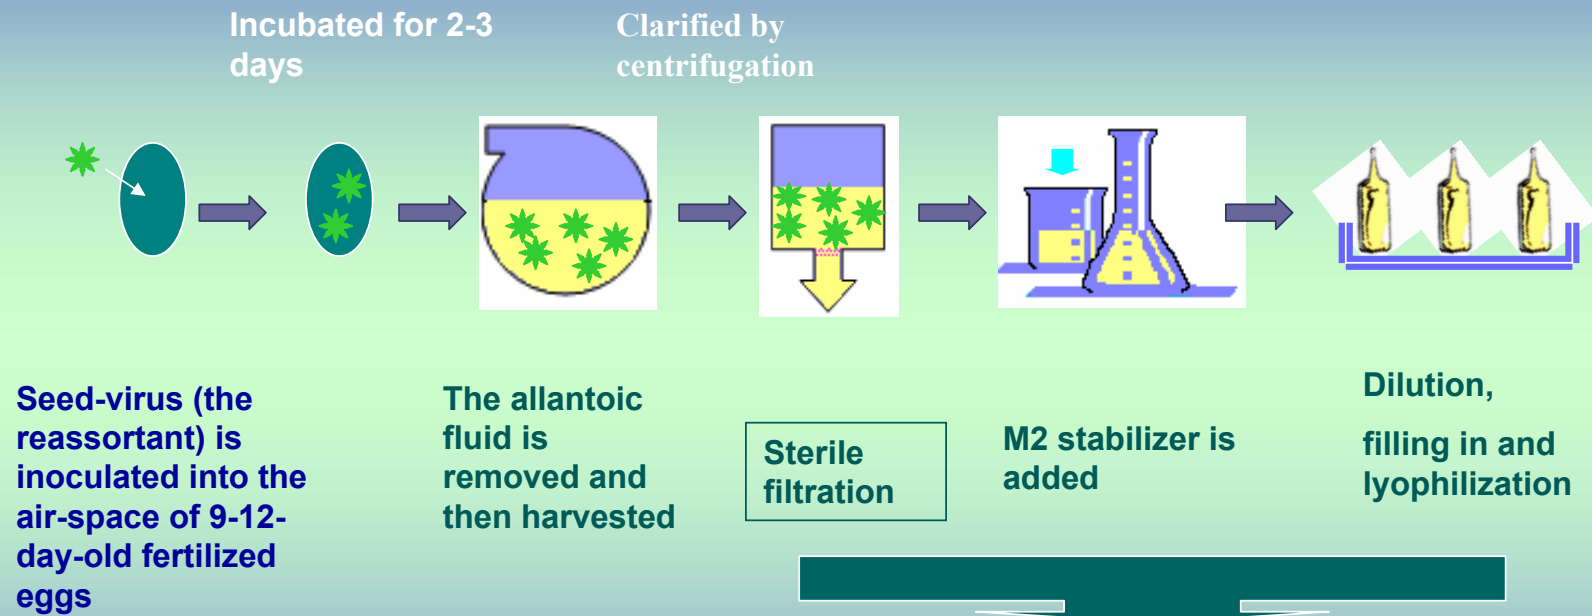 Incubated for 2-3
days
Clarified by
centrifugation
Seed-virus (the
reassortant) is
inoculated into the
air-space of 9-12-
day-old fertilized
eggs
The allantoic
fluid is
removed and
then harvested
Sterile
filtration
M2 stabilizer is
added
Dilution,
filling in and
lyophilization